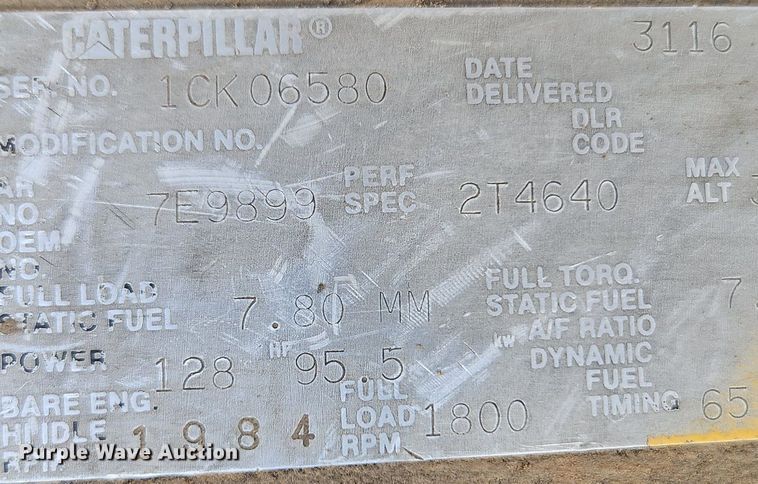 CATERPILLAR® 3116
SER. NO. 1CK06580 DATE DELIVERED
MODIFICATION NO. DLR CODE
AR NO. 7E9899 PERF SPEC 2T4640 MAX ALT
OEM NO.
FULL LOAD STATIC FUEL 7.80 MM FULL TORQ. STATIC FUEL 7
A/F RATIO
POWER 128 HP 95.5 kW DYNAMIC FUEL TIMING 65
BARE ENG. HI IDLE RPM 1984 FULL LOAD RPM 1800
Purple Wave Auction